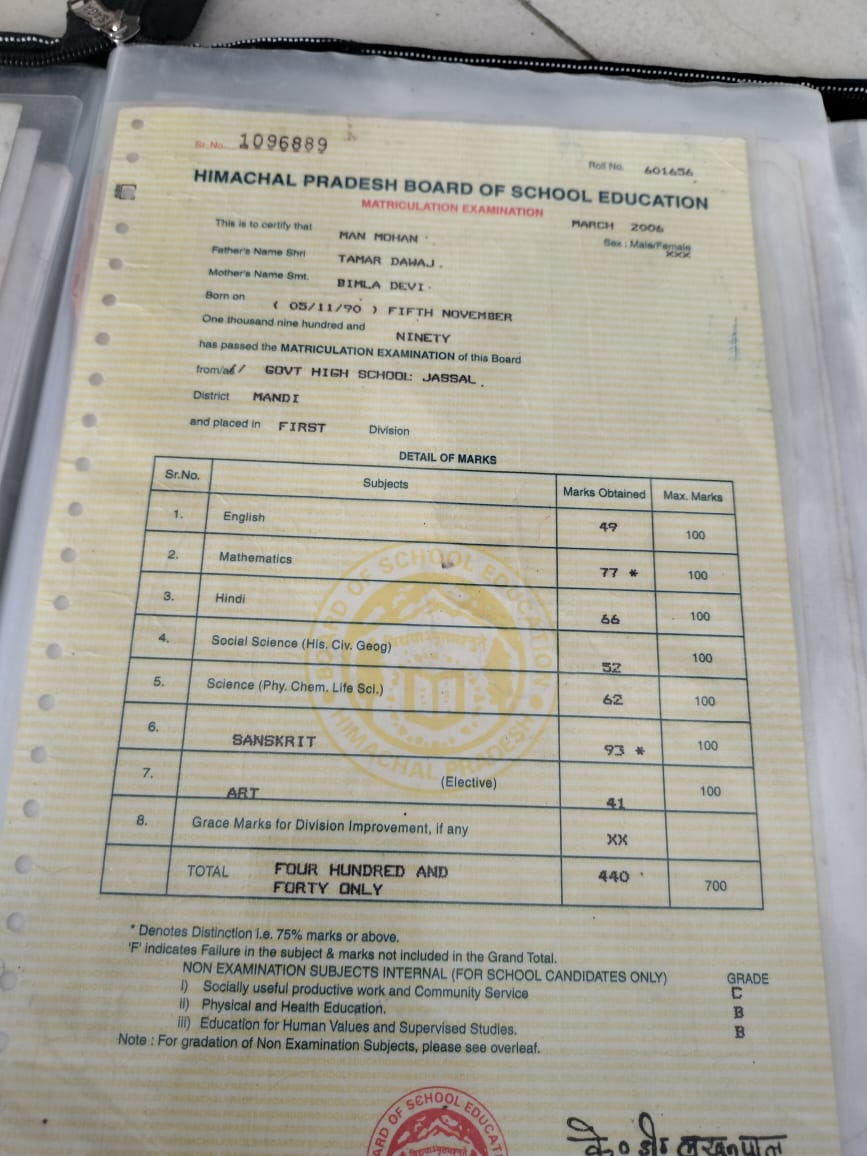 Sr. No. 1096889
Roll No. 601656
HIMACHAL PRADESH BOARD OF SCHOOL EDUCATION
MATRICULATION EXAMINATION
MARCH 2006
This is to certify that MAN MOHAN
Sex : Male/Female
XXX
Father's Name Shri TAMAR DAWAJ.
Mother's Name Smt. BIMLA DEVI
Born on ( 05/11/90 ) FIFTH NOVEMBER
One thousand nine hundred and NINETY
has passed the MATRICULATION EXAMINATION of this Board
from/as/ GOVT HIGH SCHOOL: JASSAL.
District MANDI
and placed in FIRST Division
DETAIL OF MARKS
Sr.No. Subjects Marks Obtained Max. Marks
1. English 49 100
2. Mathematics 77 * 100
3. Hindi 66 100
4. Social Science (His. Civ. Geog) 52 100
5. Science (Phy. Chem. Life Sci.) 62 100
6. SANSKRIT 93 * 100
7. ART (Elective) 41 100
8. Grace Marks for Division Improvement, if any XX
TOTAL FOUR HUNDRED AND FORTY ONLY 440 700
BOARD OF SCHOOL EDUCATION
HIMACHAL PRADESH
* Denotes Distinction i.e. 75% marks or above.
'F' indicates Failure in the subject & marks not included in the Grand Total.
NON EXAMINATION SUBJECTS INTERNAL (FOR SCHOOL CANDIDATES ONLY) GRADE
i) Socially useful productive work and Community Service C
ii) Physical and Health Education. B
iii) Education for Human Values and Supervised Studies. B
Note : For gradation of Non Examination Subjects, please see overleaf.
ARD OF SCHOOL EDUCAT
के० डी० लखनपाल